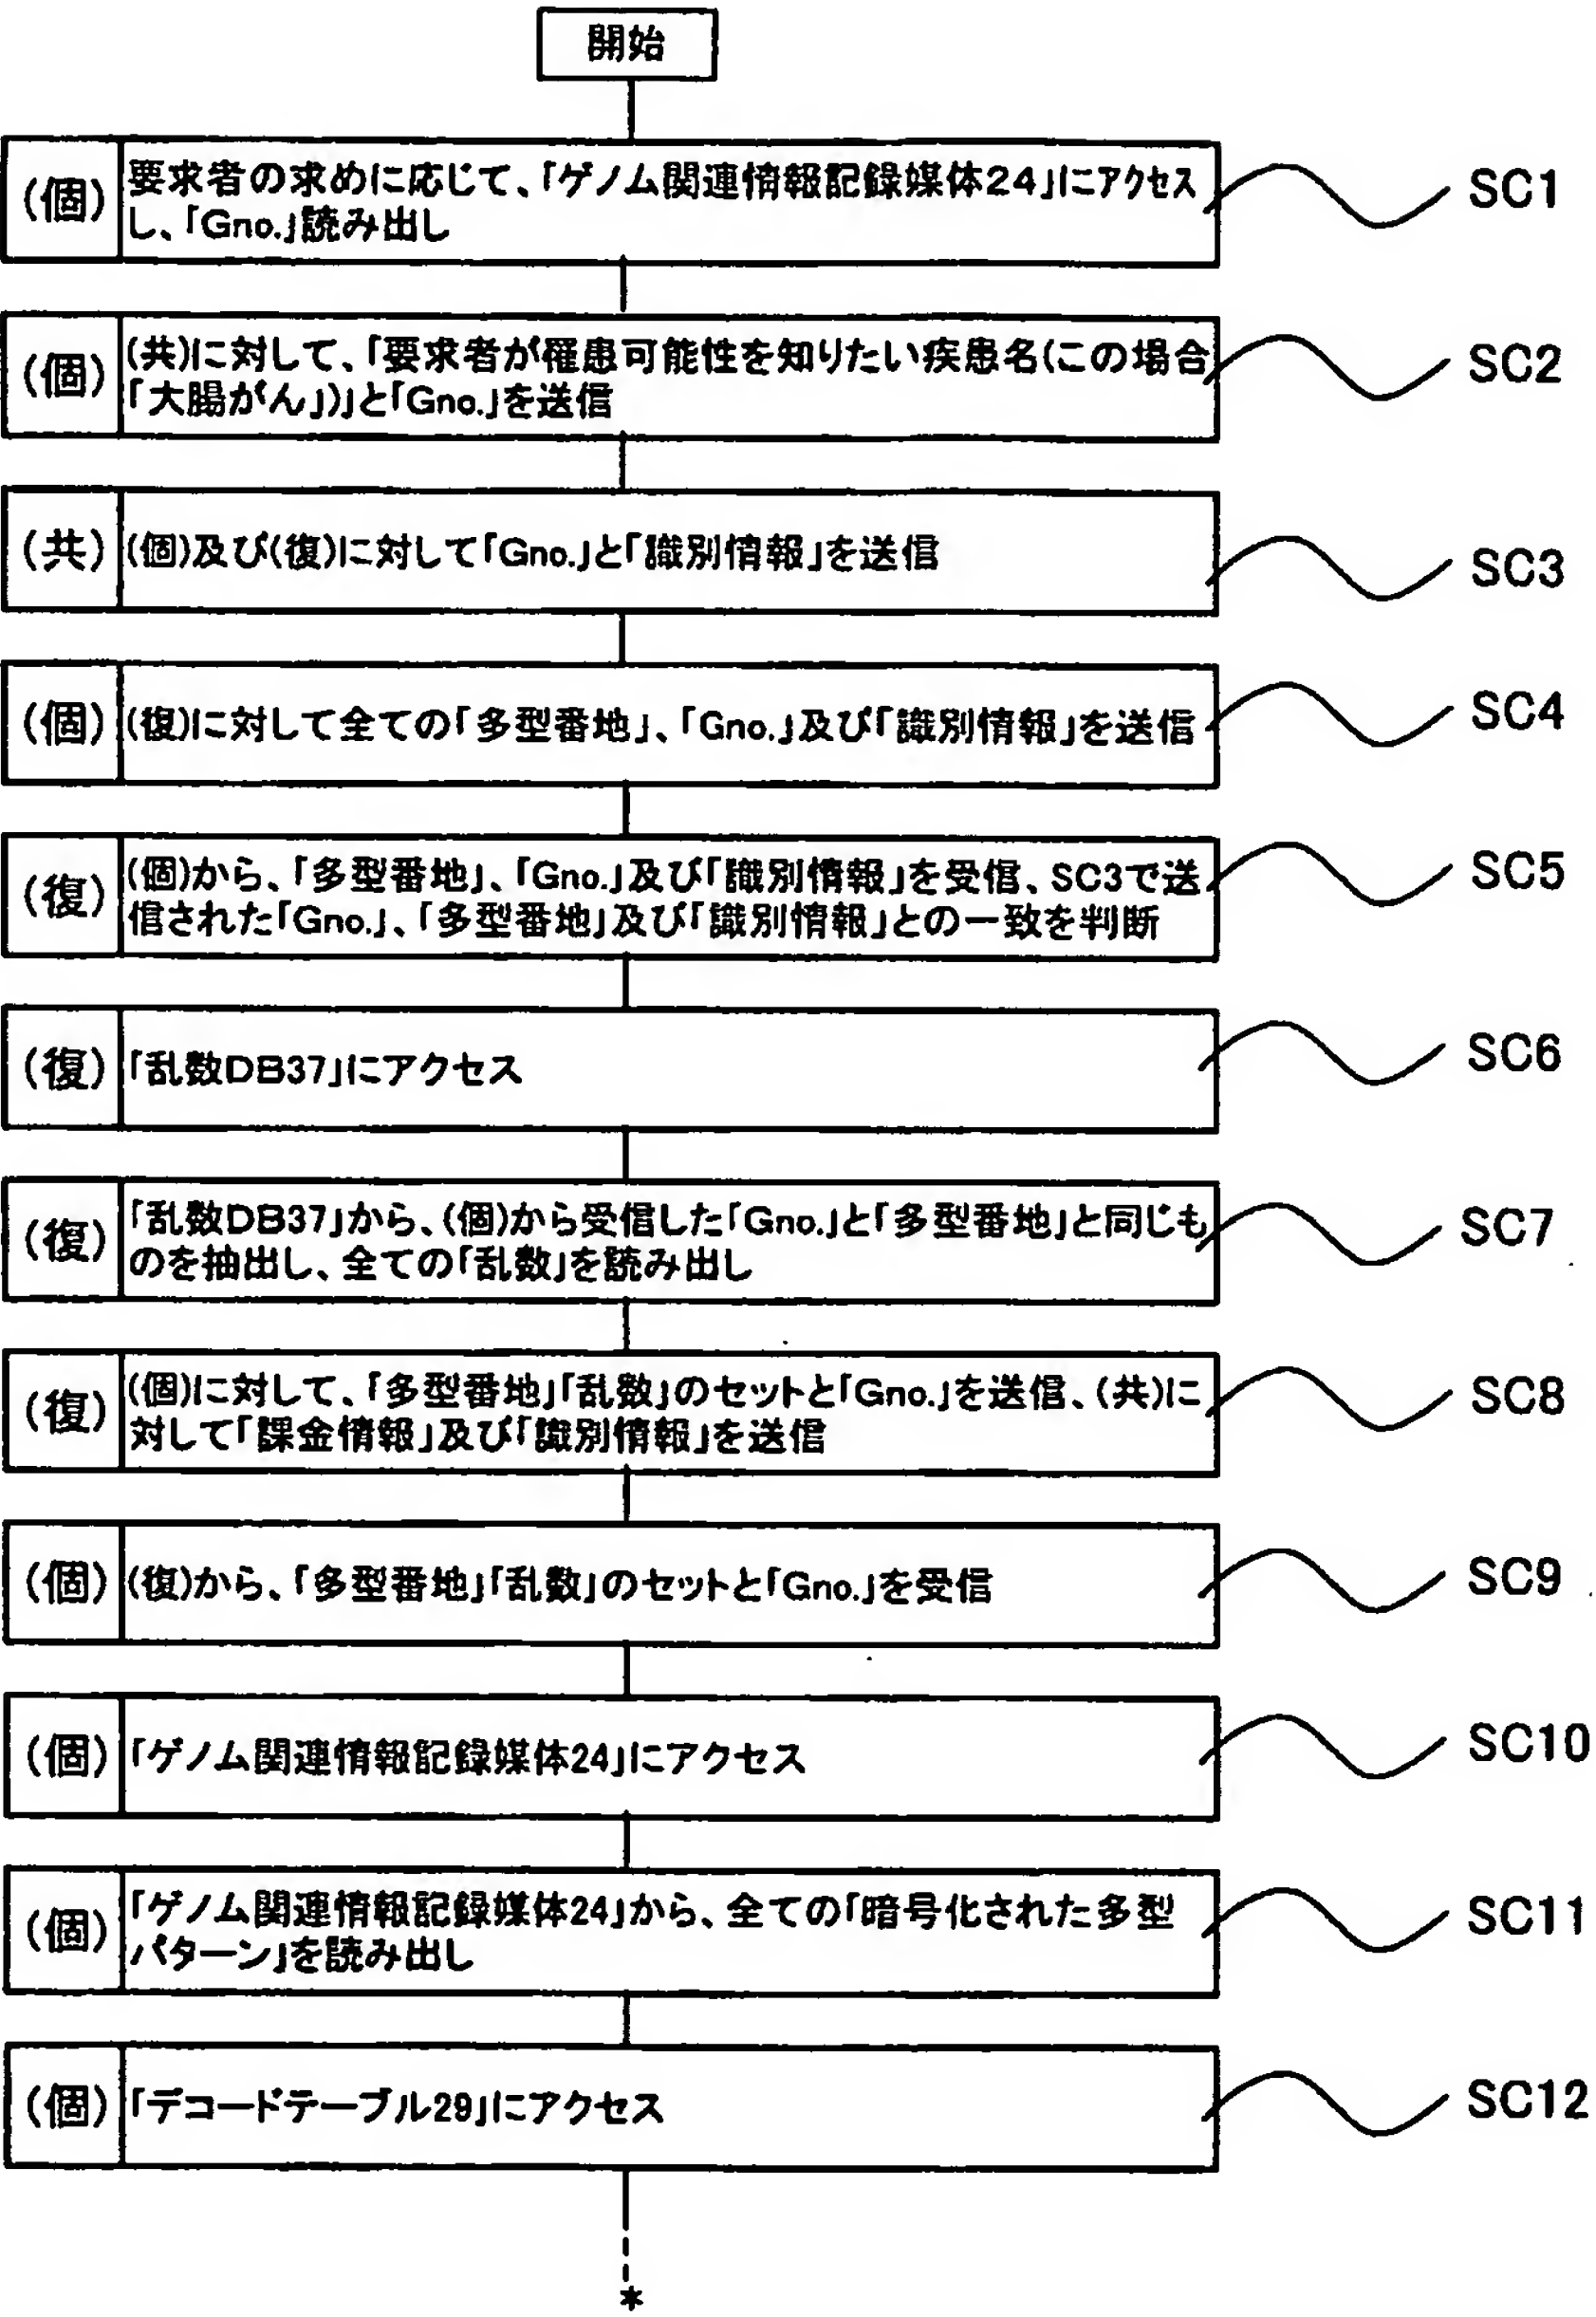 開始
(個)
要求者の求めに応じて、「ゲノム関連情報記録媒体24」にアクセス
し、「Gno.」読み出し
SC1
(個)
(共)に対して、「要求者が罹患可能性を知りたい疾患名(この場合
「大腸がん」)」と「Gno.」を送信
SC2
(共)
(個)及び(復)に対して「Gno.」と「識別情報」を送信
SC3
(個)
(復)に対して全ての「多型番地」、「Gno.」及び「識別情報」を送信
SC4
(復)
(個)から、「多型番地」、「Gno.」及び「識別情報」を受信、SC3で送
信された「Gno.」、「多型番地」及び「識別情報」との一致を判断
SC5
(復)
「乱数DB37」にアクセス
SC6
(復)
「乱数DB37」から、(個)から受信した「Gno.」と「多型番地」と同じも
のを抽出し、全ての「乱数」を読み出し
SC7
(復)
(個)に対して、「多型番地」「乱数」のセットと「Gno.」を送信、(共)に
対して「課金情報」及び「識別情報」を送信
SC8
(個)
(復)から、「多型番地」「乱数」のセットと「Gno.」を受信
SC9
(個)
「ゲノム関連情報記録媒体24」にアクセス
SC10
(個)
「ゲノム関連情報記録媒体24」から、全ての「暗号化された多型
パターン」を読み出し
SC11
(個)
「デコードテーブル29」にアクセス
SC12
*